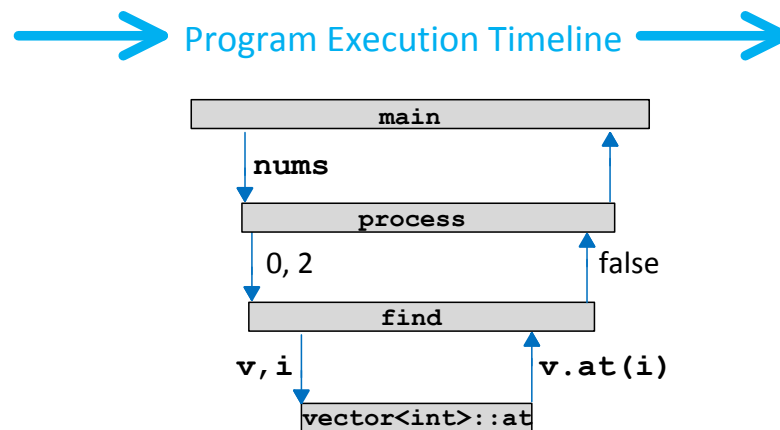 Program Execution Timeline
main
nums
process
0, 2
false
find
v,i
v.at(i)
vector<int>::at